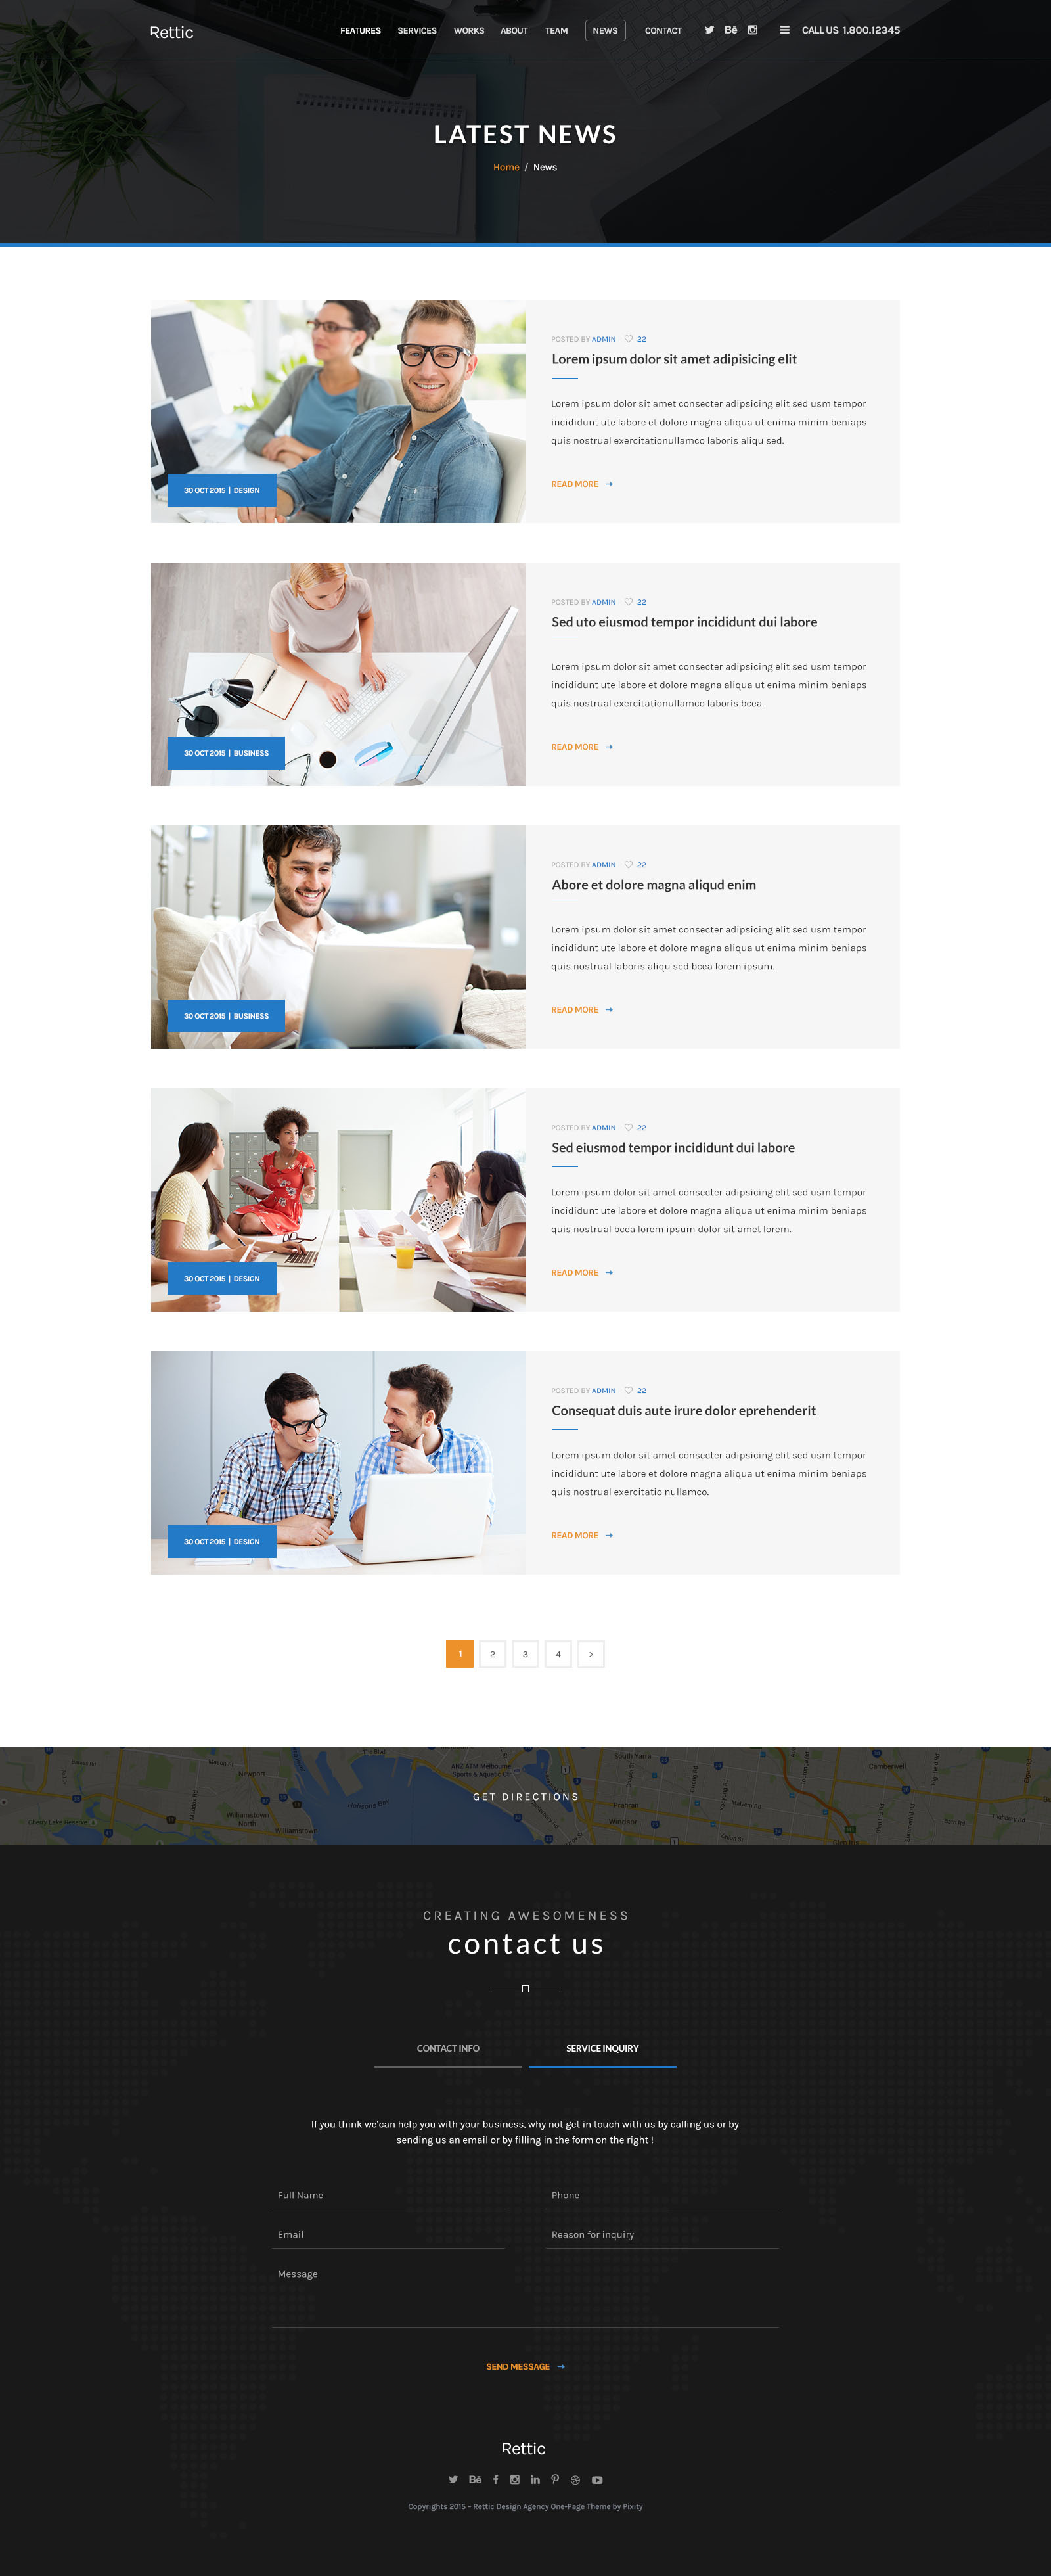 Rettic
FEATURES SERVICES WORKS ABOUT TEAM NEWS CONTACT Bē CALL US 1.800.12345
LATEST NEWS
Home / News
30 OCT 2015 | DESIGN
POSTED BY ADMIN 22
Lorem ipsum dolor sit amet adipisicing elit
Lorem ipsum dolor sit amet consecter adipsicing elit sed usm tempor
incididunt ute labore et dolore magna aliqua ut enima minim beniaps
quis nostrual exercitationullamco laboris aliqu sed.
READ MORE
30 OCT 2015 | BUSINESS
POSTED BY ADMIN 22
Sed uto eiusmod tempor incididunt dui labore
Lorem ipsum dolor sit amet consecter adipsicing elit sed usm tempor
incididunt ute labore et dolore magna aliqua ut enima minim beniaps
quis nostrual exercitationullamco laboris bcea.
READ MORE
30 OCT 2015 | BUSINESS
POSTED BY ADMIN 22
Abore et dolore magna aliqud enim
Lorem ipsum dolor sit amet consecter adipsicing elit sed usm tempor
incididunt ute labore et dolore magna aliqua ut enima minim beniaps
quis nostrual laboris aliqu sed bcea lorem ipsum.
READ MORE
30 OCT 2015 | DESIGN
POSTED BY ADMIN 22
Sed eiusmod tempor incididunt dui labore
Lorem ipsum dolor sit amet consecter adipsicing elit sed usm tempor
incididunt ute labore et dolore magna aliqua ut enima minim beniaps
quis nostrual bcea lorem ipsum dolor sit amet lorem.
READ MORE
30 OCT 2015 | DESIGN
POSTED BY ADMIN 22
Consequat duis aute irure dolor eprehenderit
Lorem ipsum dolor sit amet consecter adipsicing elit sed usm tempor
incididunt ute labore et dolore magna aliqua ut enima minim beniaps
quis nostrual exercitatio nullamco.
READ MORE
1 2 3 4 >
South Yarra
Camberwell
Newport
Hobsons Bay
Prahran
Windsor
Williamstown
North
Williamstown
Cherry Lake Reserve
GET DIRECTIONS
CREATING AWESOMENESS
contact us
CONTACT INFO SERVICE INQUIRY
If you think we'can help you with your business, why not get in touch with us by calling us or by
sending us an email or by filling in the form on the right !
Full Name Phone
Email Reason for inquiry
Message
SEND MESSAGE
Rettic
Bē
Copyrights 2015 – Rettic Design Agency One-Page Theme by Pixity